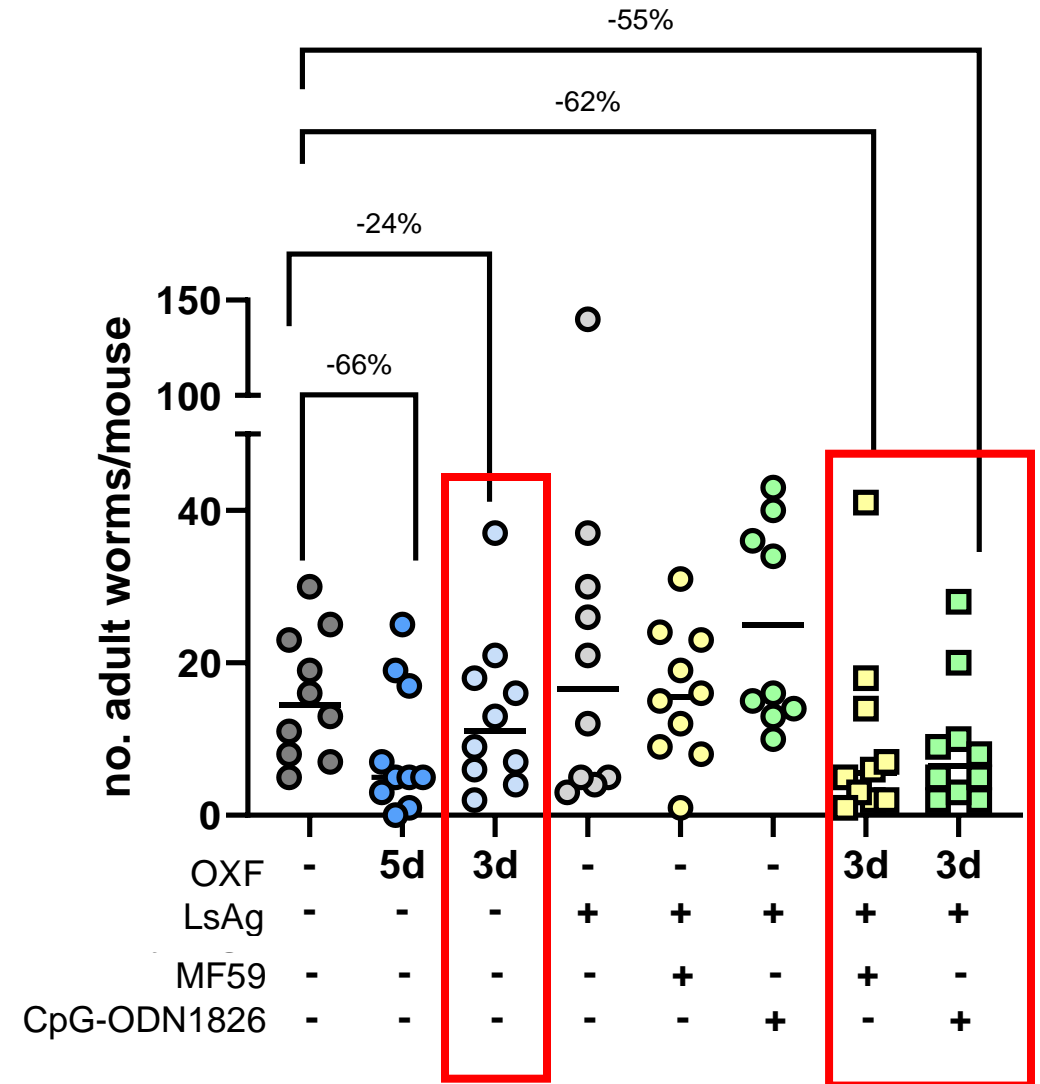 -55%
-62%
-24%
-66%
no. adult worms/mouse
150
100
40
20
0
OXF - 5d 3d - - - 3d 3d
LsAg - - - + + + + +
MF59 - - - - + - + -
CpG-ODN1826 - - - - - + - +